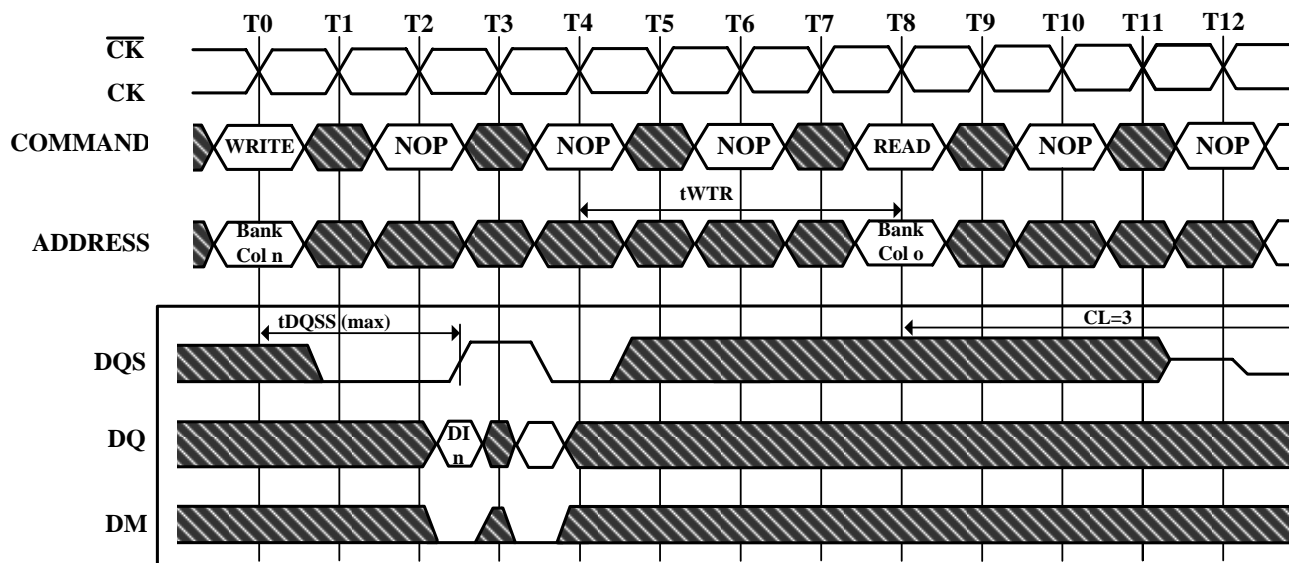 T0 T1 T2 T3 T4 T5 T6 T7 T8 T9 T10 T11 T12
CK
CK
COMMAND WRITE NOP NOP NOP READ NOP NOP
tWTR
ADDRESS Bank Col n Bank Col o
tDQSS (max) CL=3
DQS
DQ DI n
DM